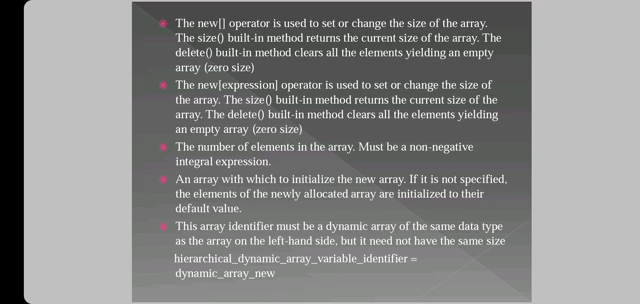 The new[] operator is used to set or change the size of the array.
The size() built-in method returns the current size of the array. The
delete() built-in method clears all the elements yielding an empty
array (zero size)
The new[expression] operator is used to set or change the size of
the array. The size() built-in method returns the current size of the
array. The delete() built-in method clears all the elements yielding
an empty array (zero size)
The number of elements in the array. Must be a non-negative
integral expression.
An array with which to initialize the new array. If it is not specified,
the elements of the newly allocated array are initialized to their
default value.
This array identifier must be a dynamic array of the same data type
as the array on the left-hand side, but it need not have the same size
hierarchical_dynamic_array_variable_identifier =
dynamic_array_new